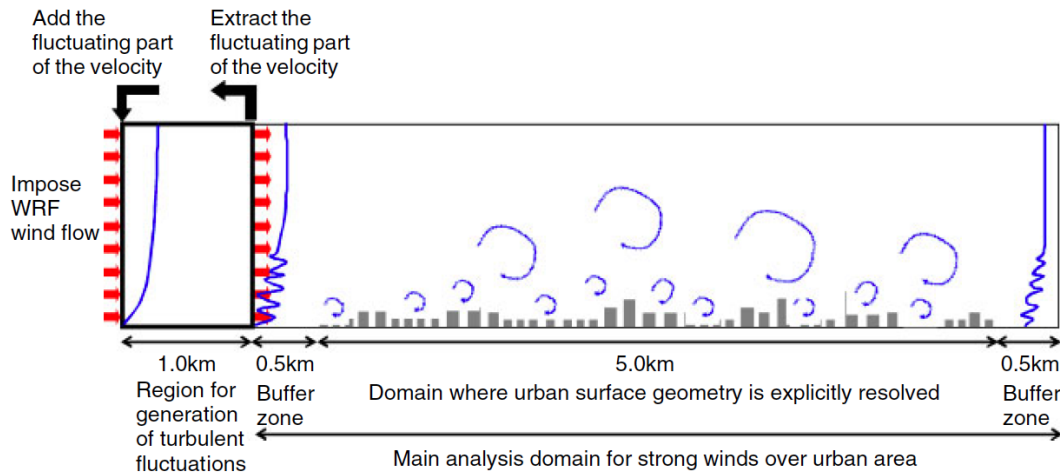 Add the
fluctuating part
of the velocity
Extract the
fluctuating part
of the velocity
Impose
WRF
wind flow
1.0km
Region for
generation
of turbulent
fluctuations
0.5km
Buffer
zone
5.0km
Domain where urban surface geometry is explicitly resolved
0.5km
Buffer
zone
Main analysis domain for strong winds over urban area